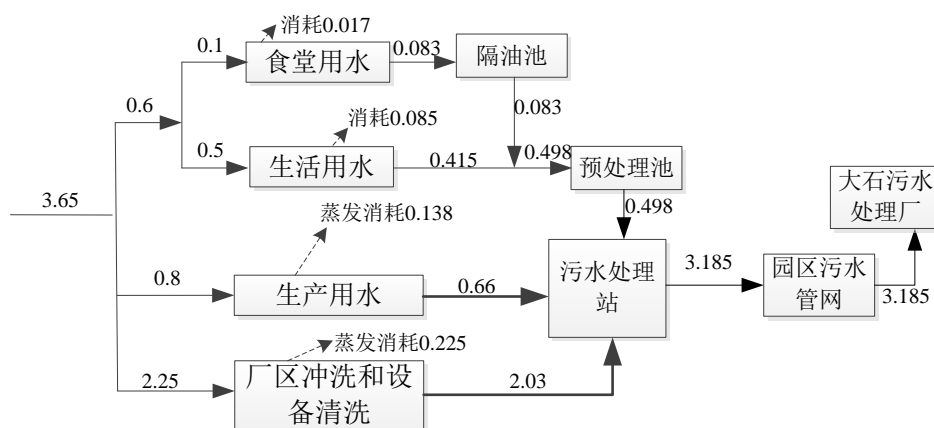 消耗0.017
0.1
食堂用水
0.083
隔油池
0.6
0.083
消耗0.085
0.5
生活用水
0.415
0.498
预处理池
大石污水
处理厂
3.65
0.498
蒸发消耗0.138
污水处理
站
3.185
园区污水
管网
3.185
0.8
生产用水
0.66
蒸发消耗0.225
2.25
厂区冲洗和设
备清洗
2.03